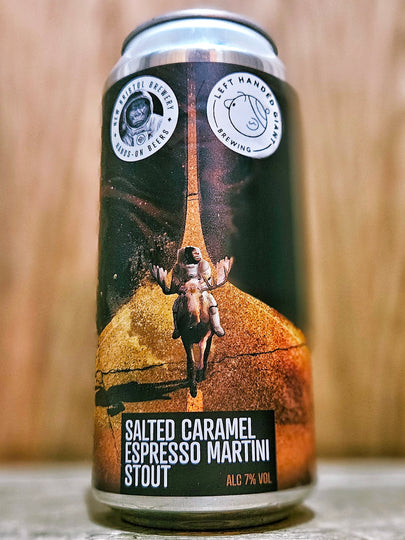 NEW BRISTOL BREWERY
HANDS-ON BEERS
LEFT HANDED GIANT
BREWING
SALTED CARAMEL
ESPRESSO MARTINI
STOUT
ALC 7% VOL